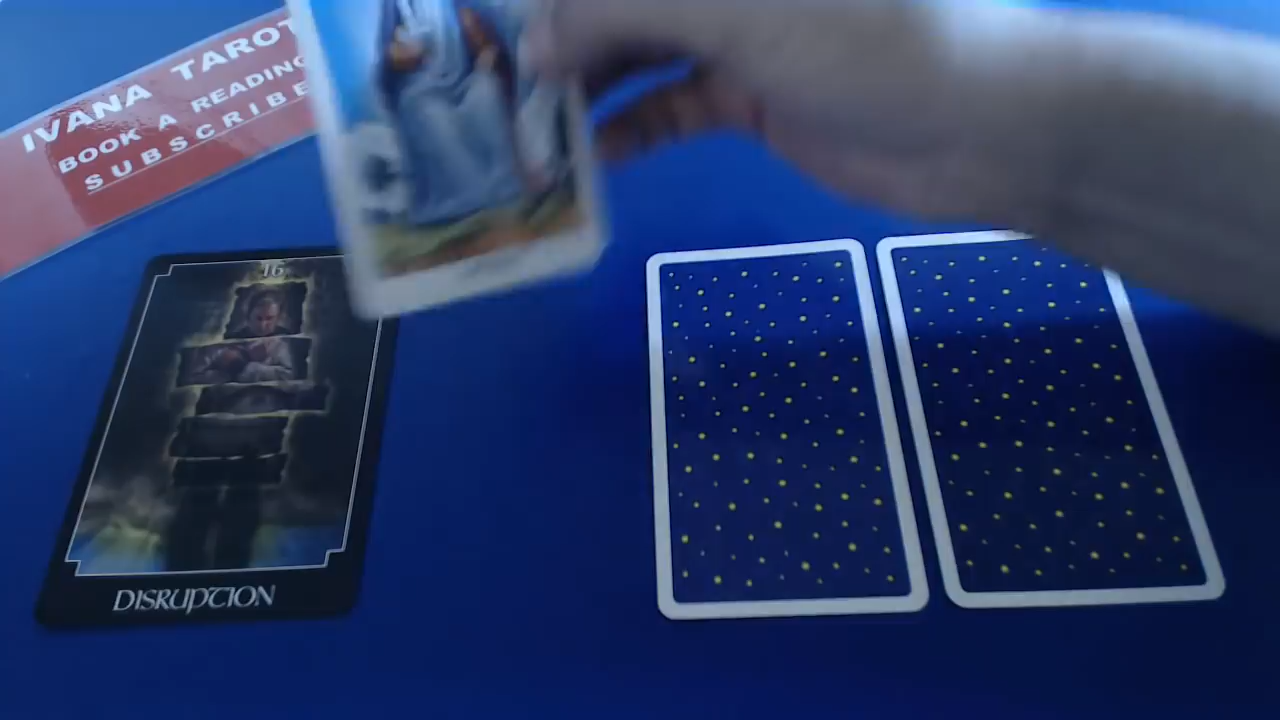 IVANA TAROT
BOOK A READING
SUBSCRIBE
16
DISRUPTION